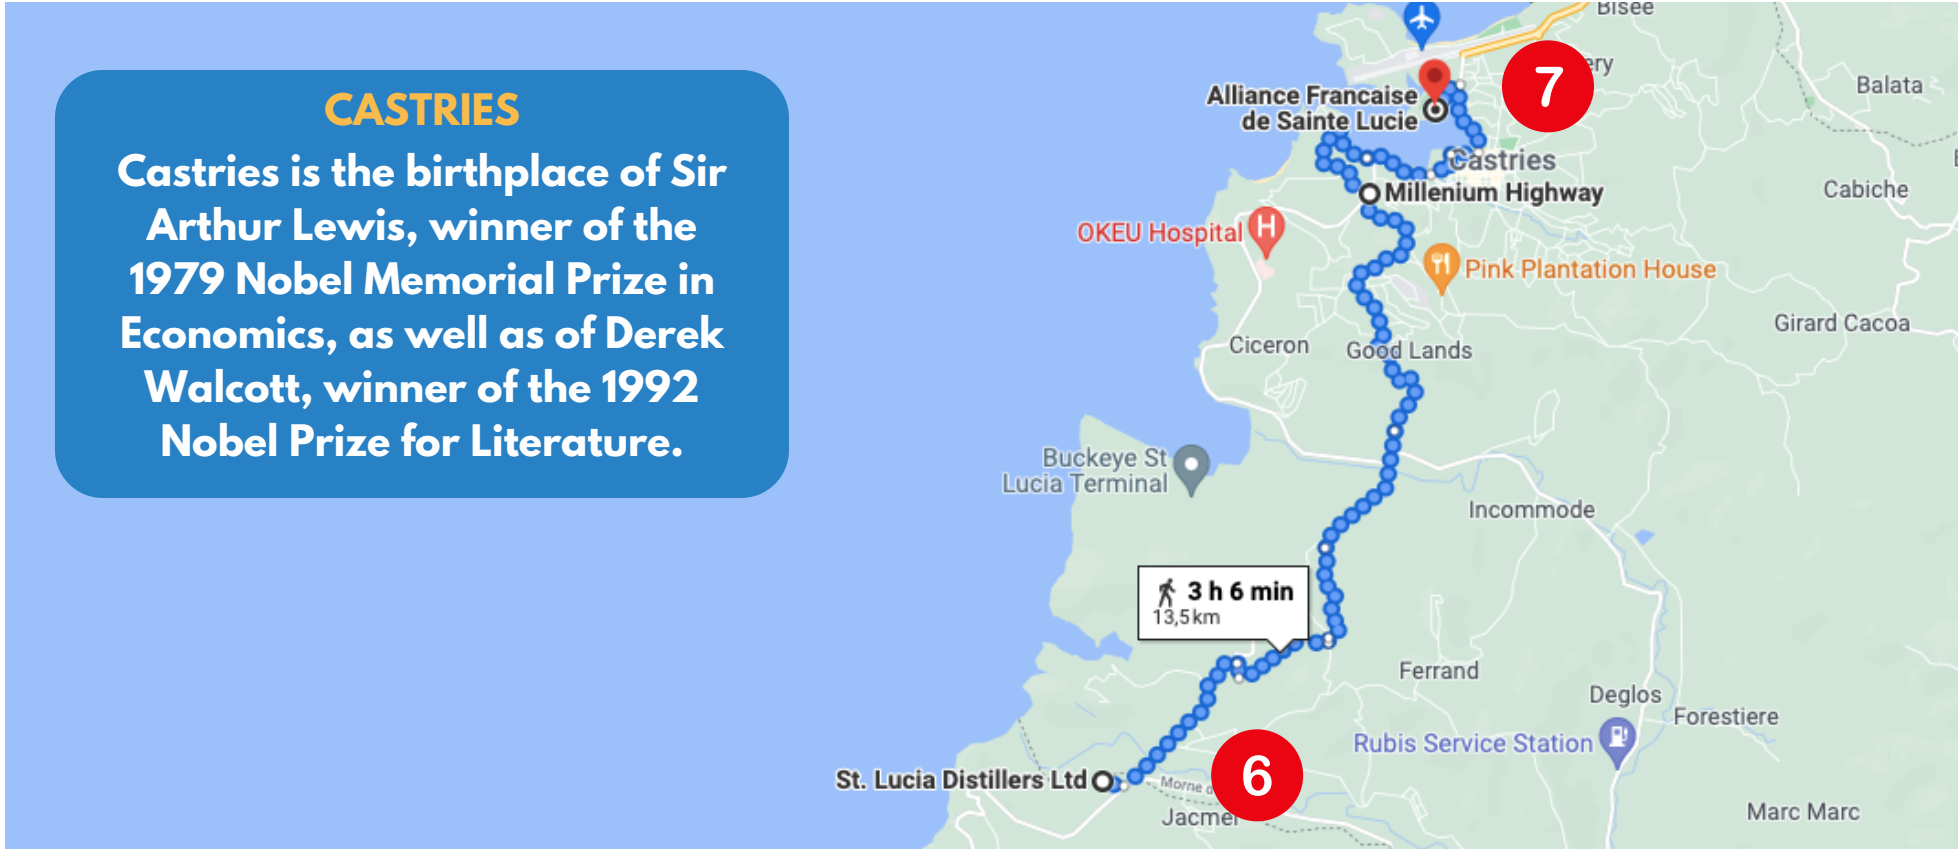 CASTRIES
Castries is the birthplace of Sir
Arthur Lewis, winner of the
1979 Nobel Memorial Prize in
Economics, as well as of Derek
Walcott, winner of the 1992
Nobel Prize for Literature.
Bisee
7
Balata
Alliance Francaise
de Sainte Lucie
Castries
Cabiche
Millenium Highway
OKEU Hospital
H
Pink Plantation House
Girard Cacoa
Ciceron
Good Lands
Buckeye St
Lucia Terminal
Incommode
3 h 6 min
13,5 km
Ferrand
Deglos
Forestiere
Rubis Service Station
6
St. Lucia Distillers Ltd
Morne
Jacmel
Marc Marc